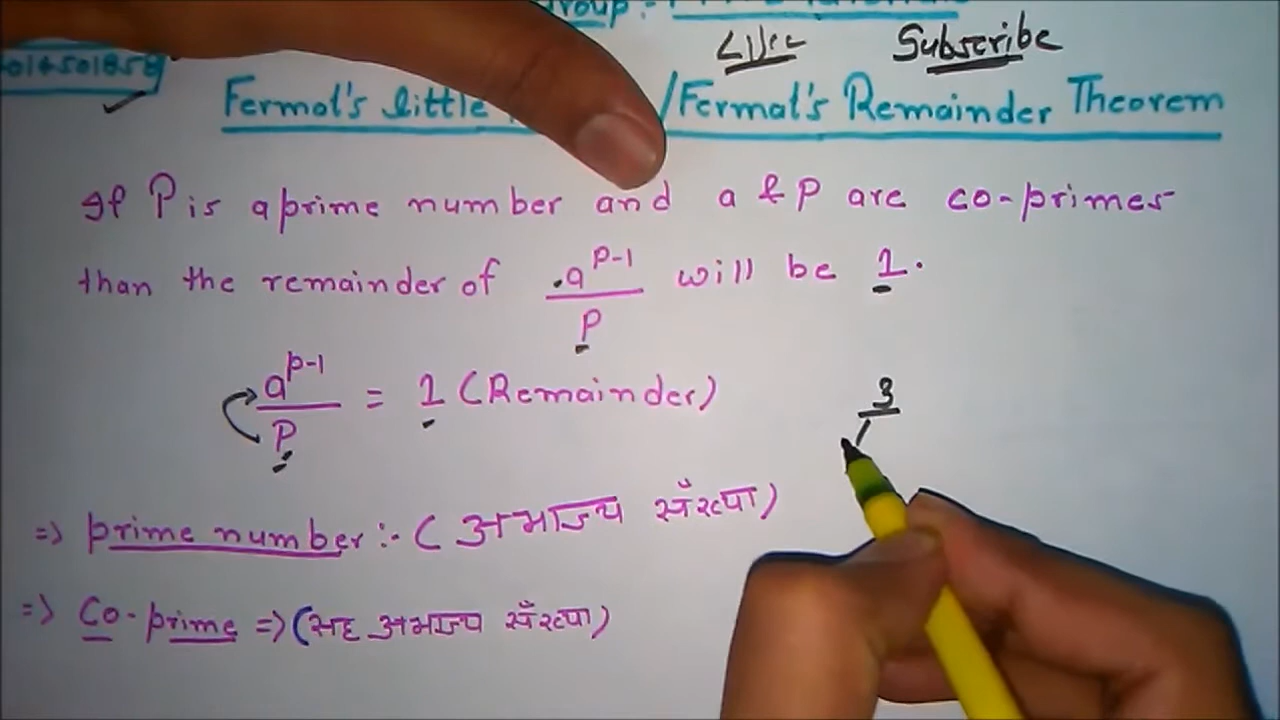 Like Subscribe
Fermat's little /Fermat's Remainder Theorem
If P is a prime number and a & P are co-primes
than the remainder of a^{p-1}/P will be 1.
a^{p-1}/P = 1 (Remainder)
3
=> prime number :- ( अभाज्य सँख्या)
=> Co-prime => (सह अभाज्य सँख्या)